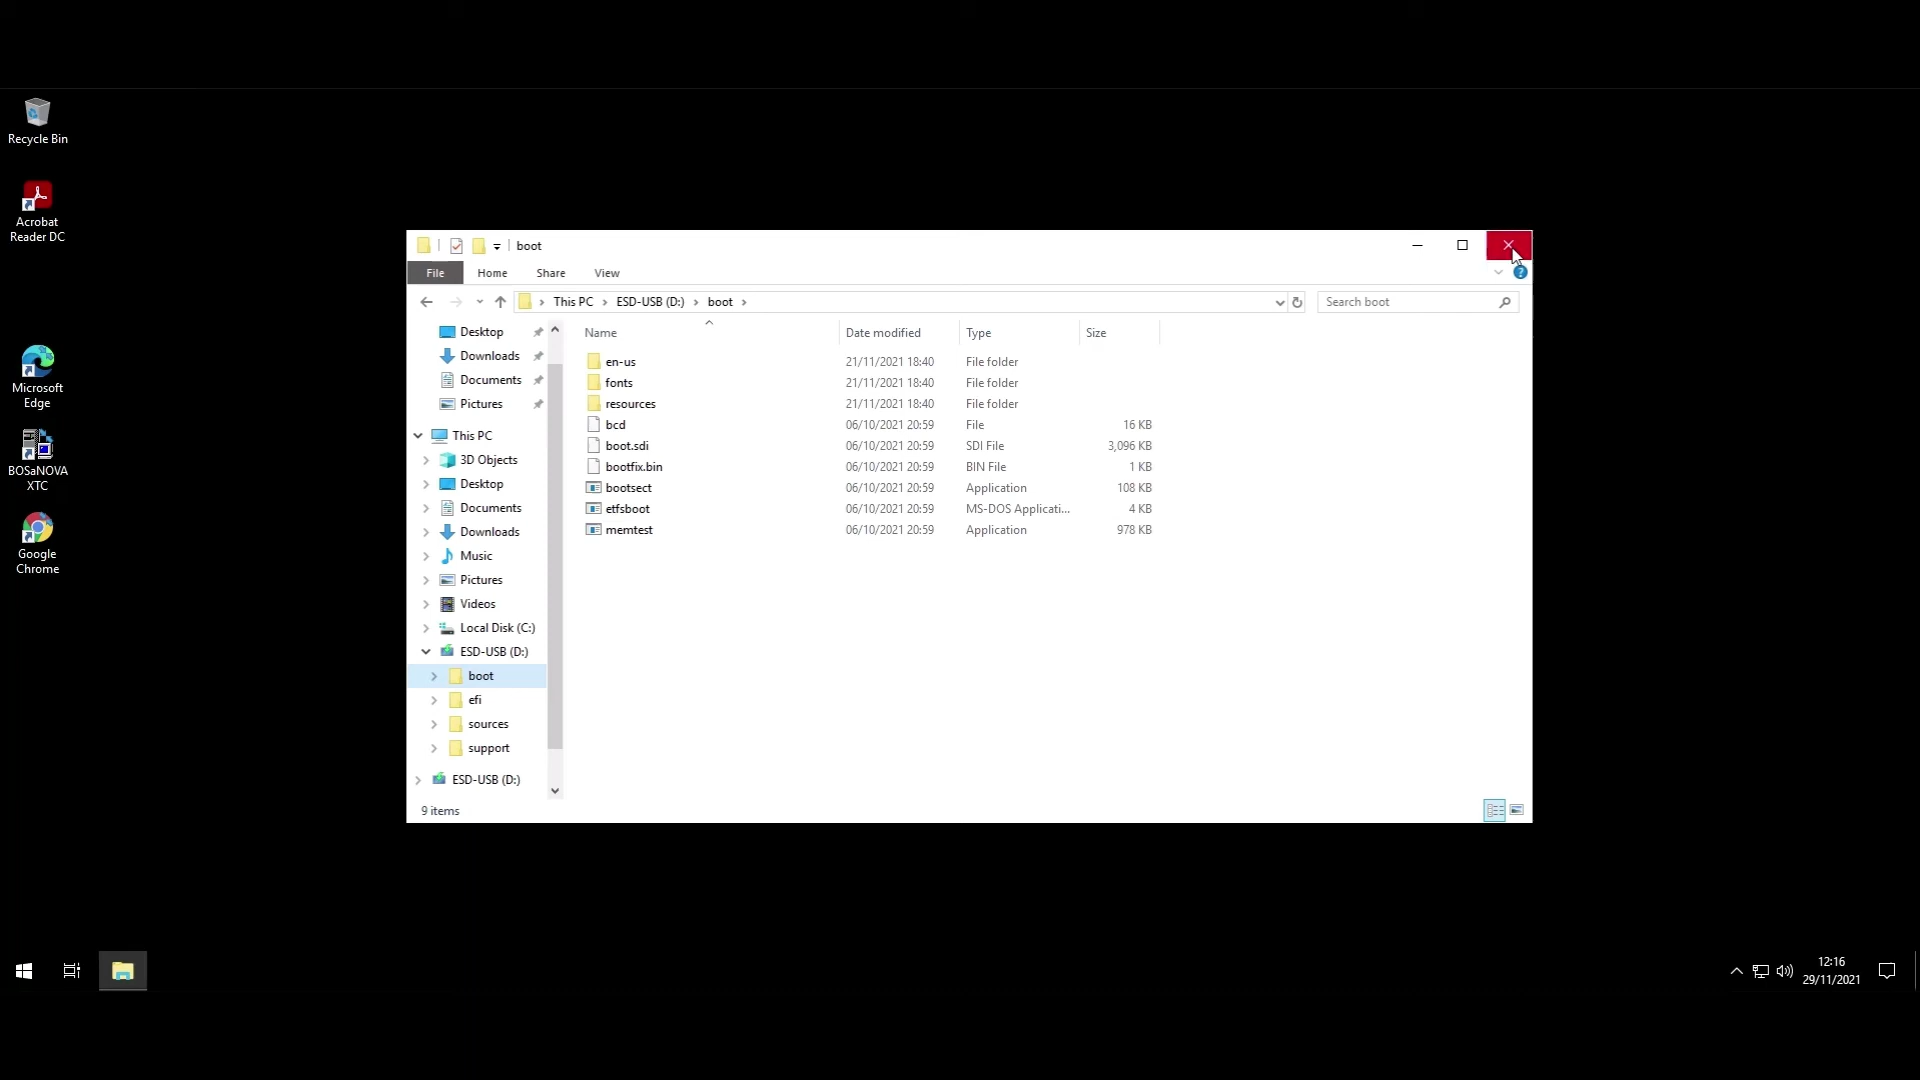 Recycle Bin
Acrobat
Reader DC
Microsoft
Edge
BOSaNOVA
XTC
Google
Chrome
boot
File Home Share View
This PC ESD-USB (D:) boot
Search boot
Desktop
Downloads
Documents
Pictures
This PC
3D Objects
Desktop
Documents
Downloads
Music
Pictures
Videos
Local Disk (C:)
ESD-USB (D:)
boot
efi
sources
support
ESD-USB (D:)
Name Date modified Type Size
en-us 21/11/2021 18:40 File folder
fonts 21/11/2021 18:40 File folder
resources 21/11/2021 18:40 File folder
bcd 06/10/2021 20:59 File 16 KB
boot.sdi 06/10/2021 20:59 SDI File 3,096 KB
bootfix.bin 06/10/2021 20:59 BIN File 1 KB
bootsect 06/10/2021 20:59 Application 108 KB
etfsboot 06/10/2021 20:59 MS-DOS Applicati... 4 KB
memtest 06/10/2021 20:59 Application 978 KB
9 items
12:16
29/11/2021